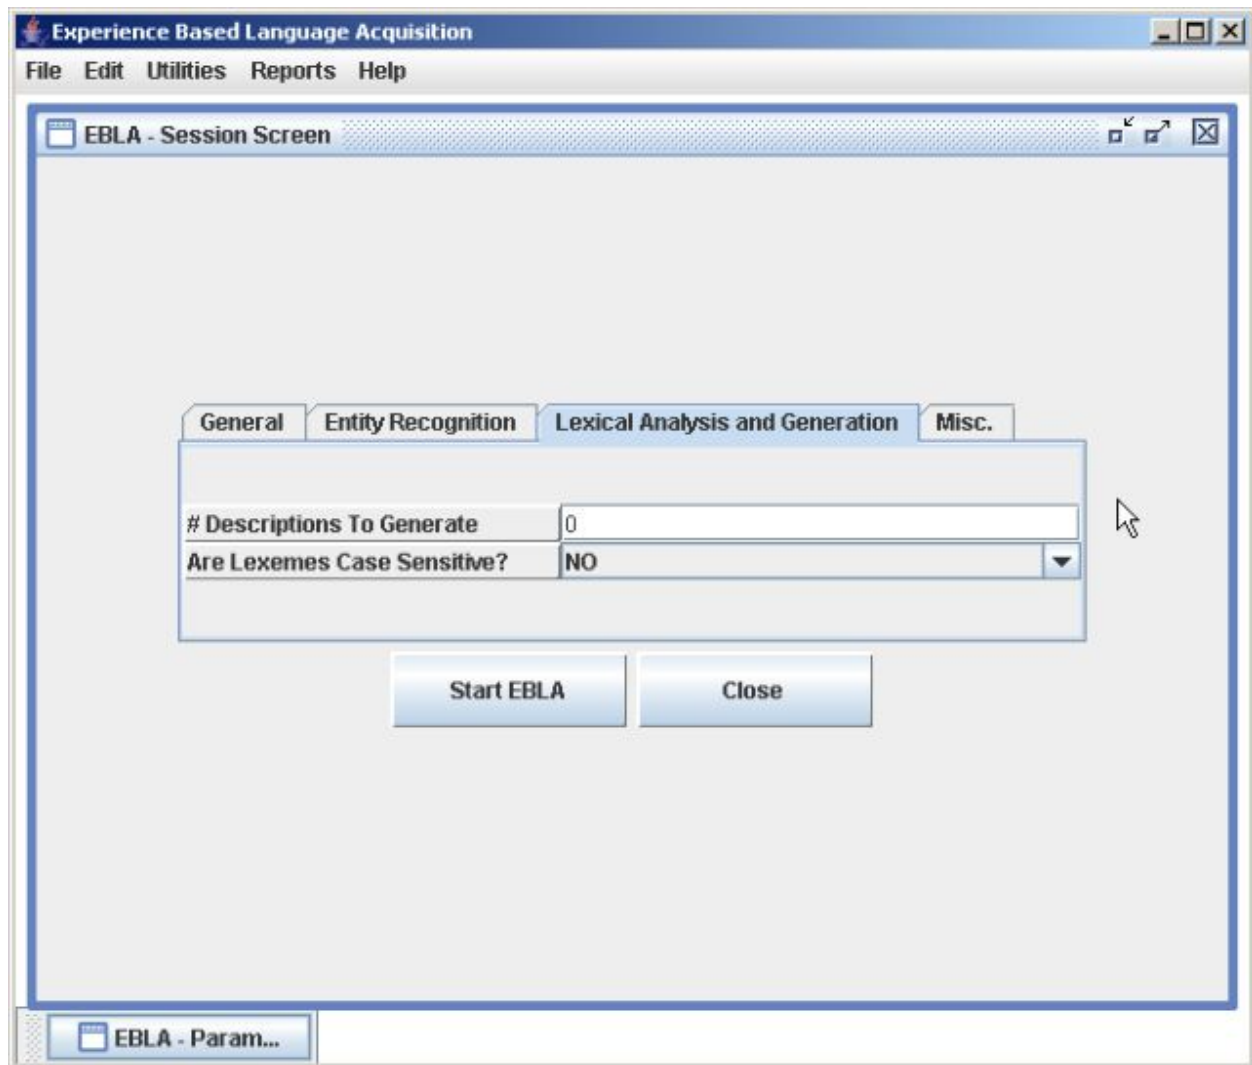 Experience Based Language Acquisition
File Edit Utilities Reports Help
EBLA - Session Screen
General Entity Recognition Lexical Analysis and Generation Misc.
# Descriptions To Generate 0
Are Lexemes Case Sensitive? NO
Start EBLA Close
EBLA - Param...